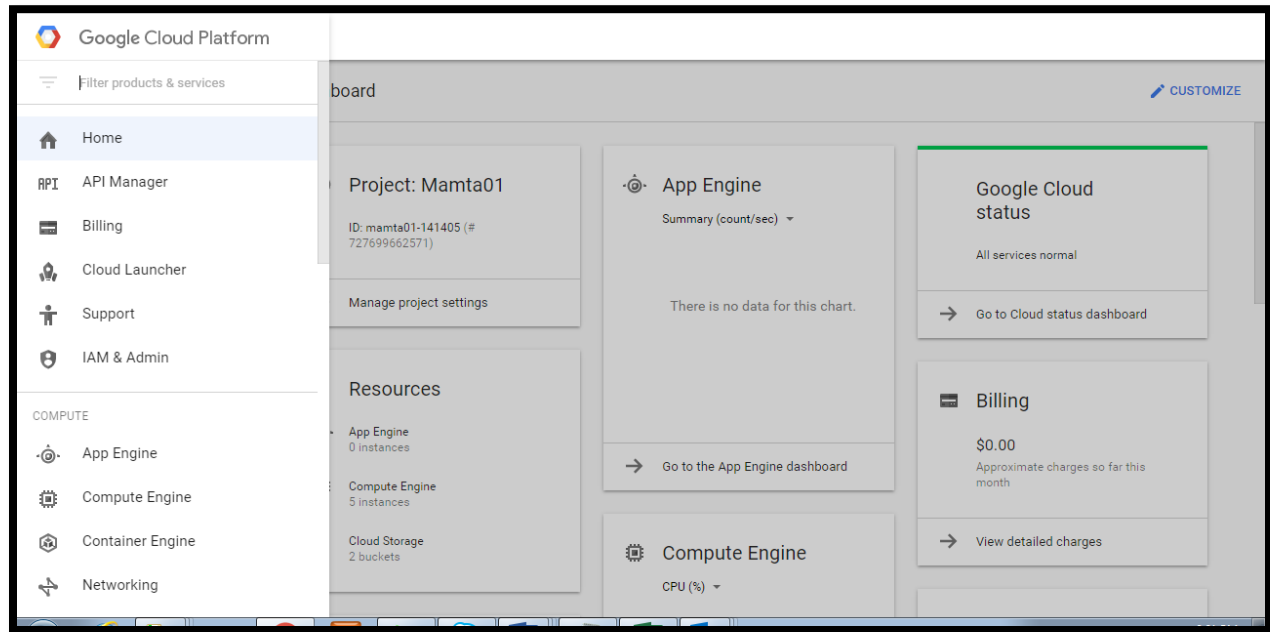 Google Cloud Platform
Filter products & services
Home
API
API Manager
Billing
Cloud Launcher
Support
IAM & Admin
COMPUTE
App Engine
Compute Engine
Container Engine
Networking
board
CUSTOMIZE
Project: Mamta01
ID: mamta01-141405 (#
727699662571)
Manage project settings
Resources
App Engine
0 instances
Compute Engine
5 instances
Cloud Storage
2 buckets
App Engine
Summary (count/sec)
There is no data for this chart.
Go to the App Engine dashboard
Compute Engine
CPU (%)
Google Cloud
status
All services normal
Go to Cloud status dashboard
Billing
$0.00
Approximate charges so far this
month
View detailed charges